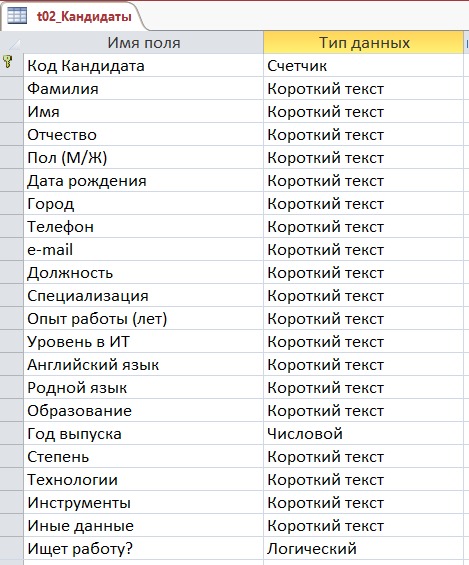 t02_Кандидаты
Имя поля Тип данных
Код Кандидата Счетчик
Фамилия Короткий текст
Имя Короткий текст
Отчество Короткий текст
Пол (М/Ж) Короткий текст
Дата рождения Короткий текст
Город Короткий текст
Телефон Короткий текст
e-mail Короткий текст
Должность Короткий текст
Специализация Короткий текст
Опыт работы (лет) Короткий текст
Уровень в ИТ Короткий текст
Английский язык Короткий текст
Родной язык Короткий текст
Образование Короткий текст
Год выпуска Числовой
Степень Короткий текст
Технологии Короткий текст
Инструменты Короткий текст
Иные данные Короткий текст
Ищет работу? Логический